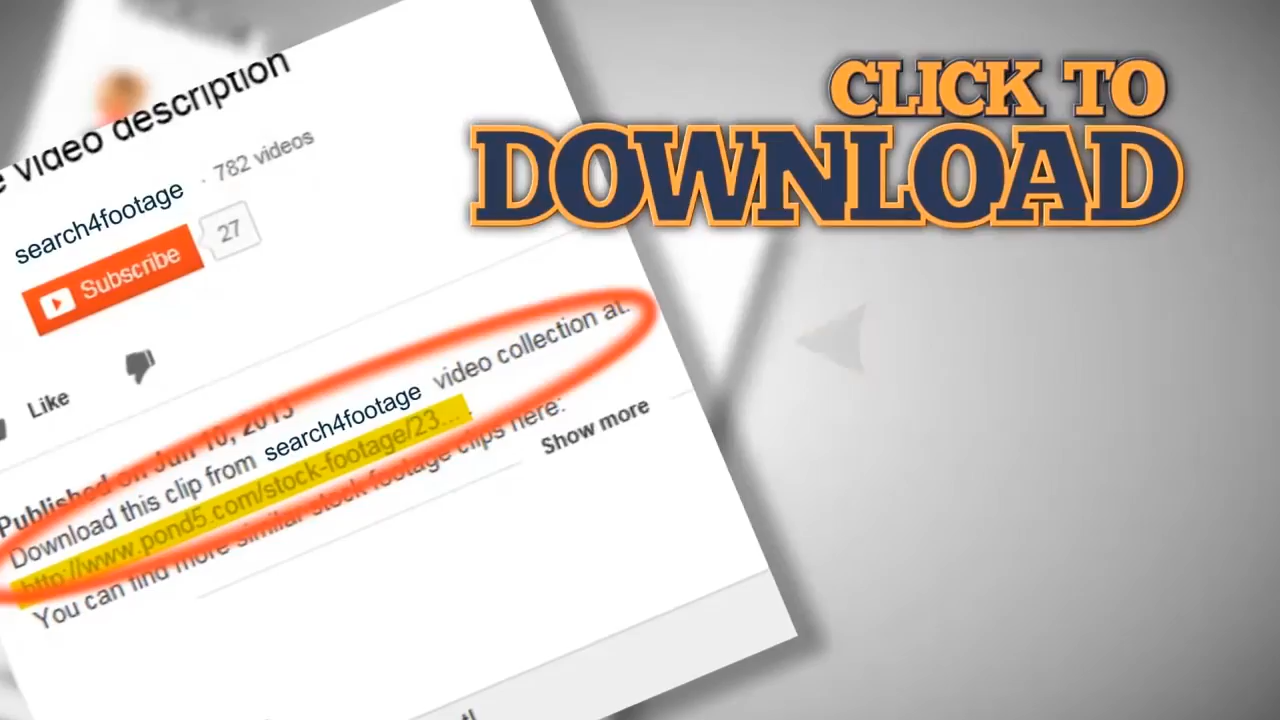 CLICK TO
DOWNLOAD
video description
search4footage · 782 videos
Subscribe 27
Like
Published on Jun 10, 2013
Download this clip from search4footage video collection at:
http://www.pond5.com/stock-footage/23...
You can find more similar stock footage clips here:
Show more